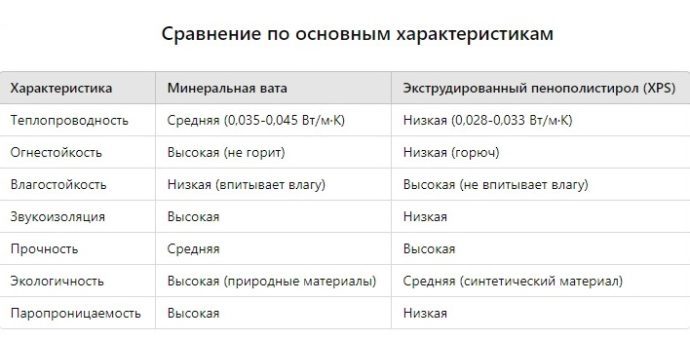 Сравнение по основным характеристикам
Характеристика Минеральная вата Экструдированный пенополистирол (XPS)
Теплопроводность Средняя (0,035-0,045 Вт/м·К) Низкая (0,028-0,033 Вт/м·К)
Огнестойкость Высокая (не горит) Низкая (горюч)
Влагостойкость Низкая (впитывает влагу) Высокая (не впитывает влагу)
Звукоизоляция Высокая Низкая
Прочность Средняя Высокая
Экологичность Высокая (природные материалы) Средняя (синтетический материал)
Паропроницаемость Высокая Низкая